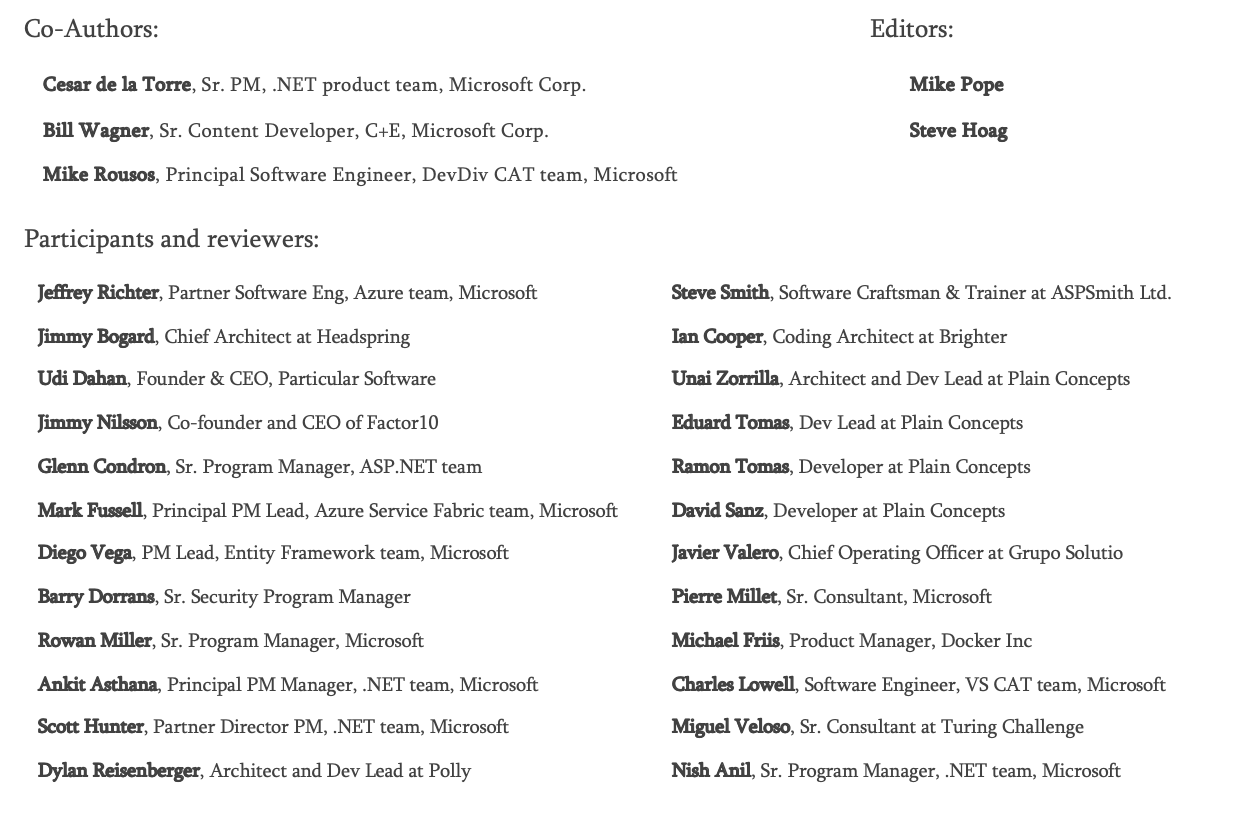 Co-Authors:
Cesar de la Torre, Sr. PM, .NET product team, Microsoft Corp.
Bill Wagner, Sr. Content Developer, C+E, Microsoft Corp.
Mike Rousos, Principal Software Engineer, DevDiv CAT team, Microsoft
Editors:
Mike Pope
Steve Hoag
Participants and reviewers:
Jeffrey Richter, Partner Software Eng, Azure team, Microsoft
Jimmy Bogard, Chief Architect at Headspring
Udi Dahan, Founder & CEO, Particular Software
Jimmy Nilsson, Co-founder and CEO of Factor10
Glenn Condron, Sr. Program Manager, ASP.NET team
Mark Fussell, Principal PM Lead, Azure Service Fabric team, Microsoft
Diego Vega, PM Lead, Entity Framework team, Microsoft
Barry Dorrans, Sr. Security Program Manager
Rowan Miller, Sr. Program Manager, Microsoft
Ankit Asthana, Principal PM Manager, .NET team, Microsoft
Scott Hunter, Partner Director PM, .NET team, Microsoft
Dylan Reisenberger, Architect and Dev Lead at Polly
Steve Smith, Software Craftsman & Trainer at ASPSmith Ltd.
Ian Cooper, Coding Architect at Brighter
Unai Zorrilla, Architect and Dev Lead at Plain Concepts
Eduard Tomas, Dev Lead at Plain Concepts
Ramon Tomas, Developer at Plain Concepts
David Sanz, Developer at Plain Concepts
Javier Valero, Chief Operating Officer at Grupo Solutio
Pierre Millet, Sr. Consultant, Microsoft
Michael Friis, Product Manager, Docker Inc
Charles Lowell, Software Engineer, VS CAT team, Microsoft
Miguel Veloso, Sr. Consultant at Turing Challenge
Nish Anil, Sr. Program Manager, .NET team, Microsoft